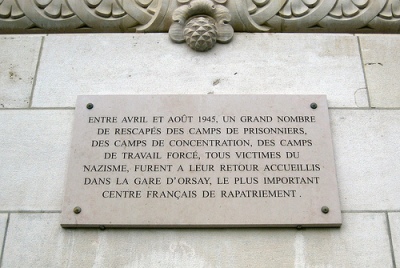 ENTRE AVRIL ET AOÛT 1945, UN GRAND NOMBRE
DE RESCAPÉS DES CAMPS DE PRISONNIERS,
DES CAMPS DE CONCENTRATION, DES CAMPS
DE TRAVAIL FORCÉ, TOUS VICTIMES DU
NAZISME, FURENT A LEUR RETOUR ACCUEILLIS
DANS LA GARE D'ORSAY, LE PLUS IMPORTANT
CENTRE FRANÇAIS DE RAPATRIEMENT .